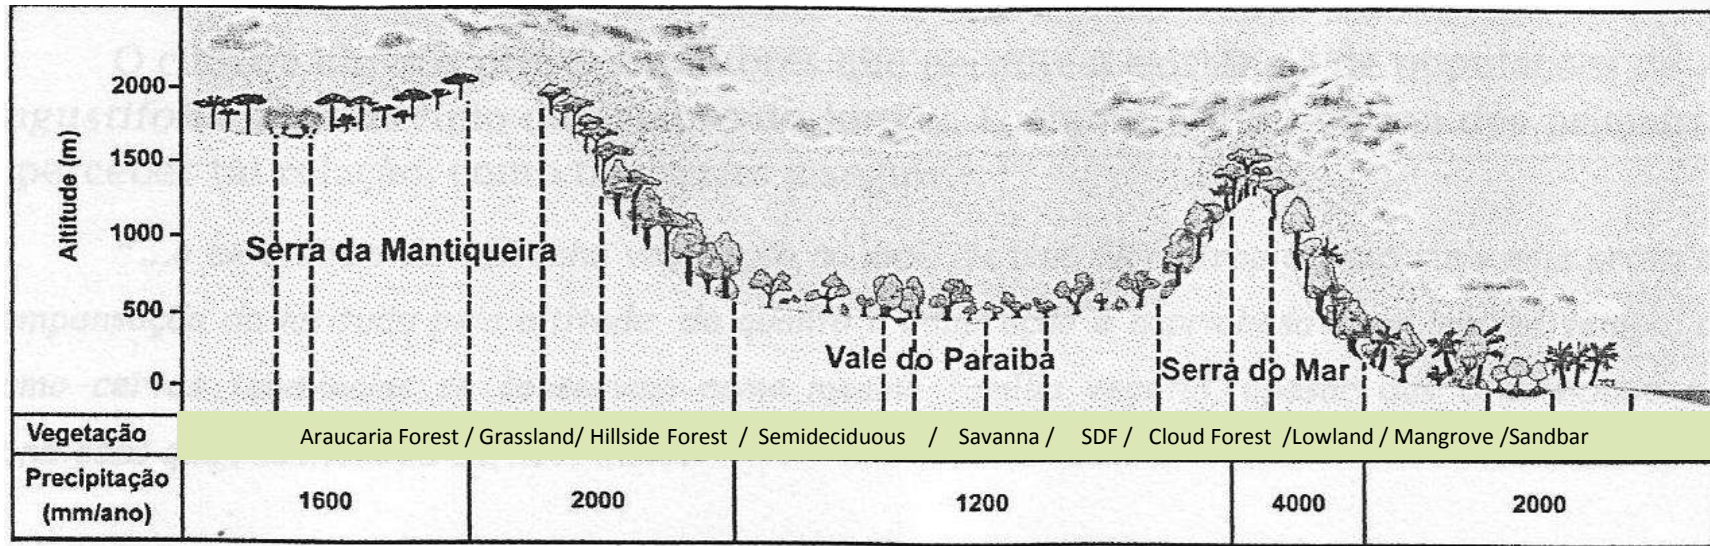 2000
1500
1000
500
0
Altitude (m)
Serra da Mantiqueira
Vale do Paraiba
Serra do Mar
Vegetação
Araucaria Forest / Grassland/ Hillside Forest / Semideciduous / Savanna / SDF / Cloud Forest /Lowland / Mangrove /Sandbar
Precipitação
(mm/ano)
1600
2000
1200
4000
2000